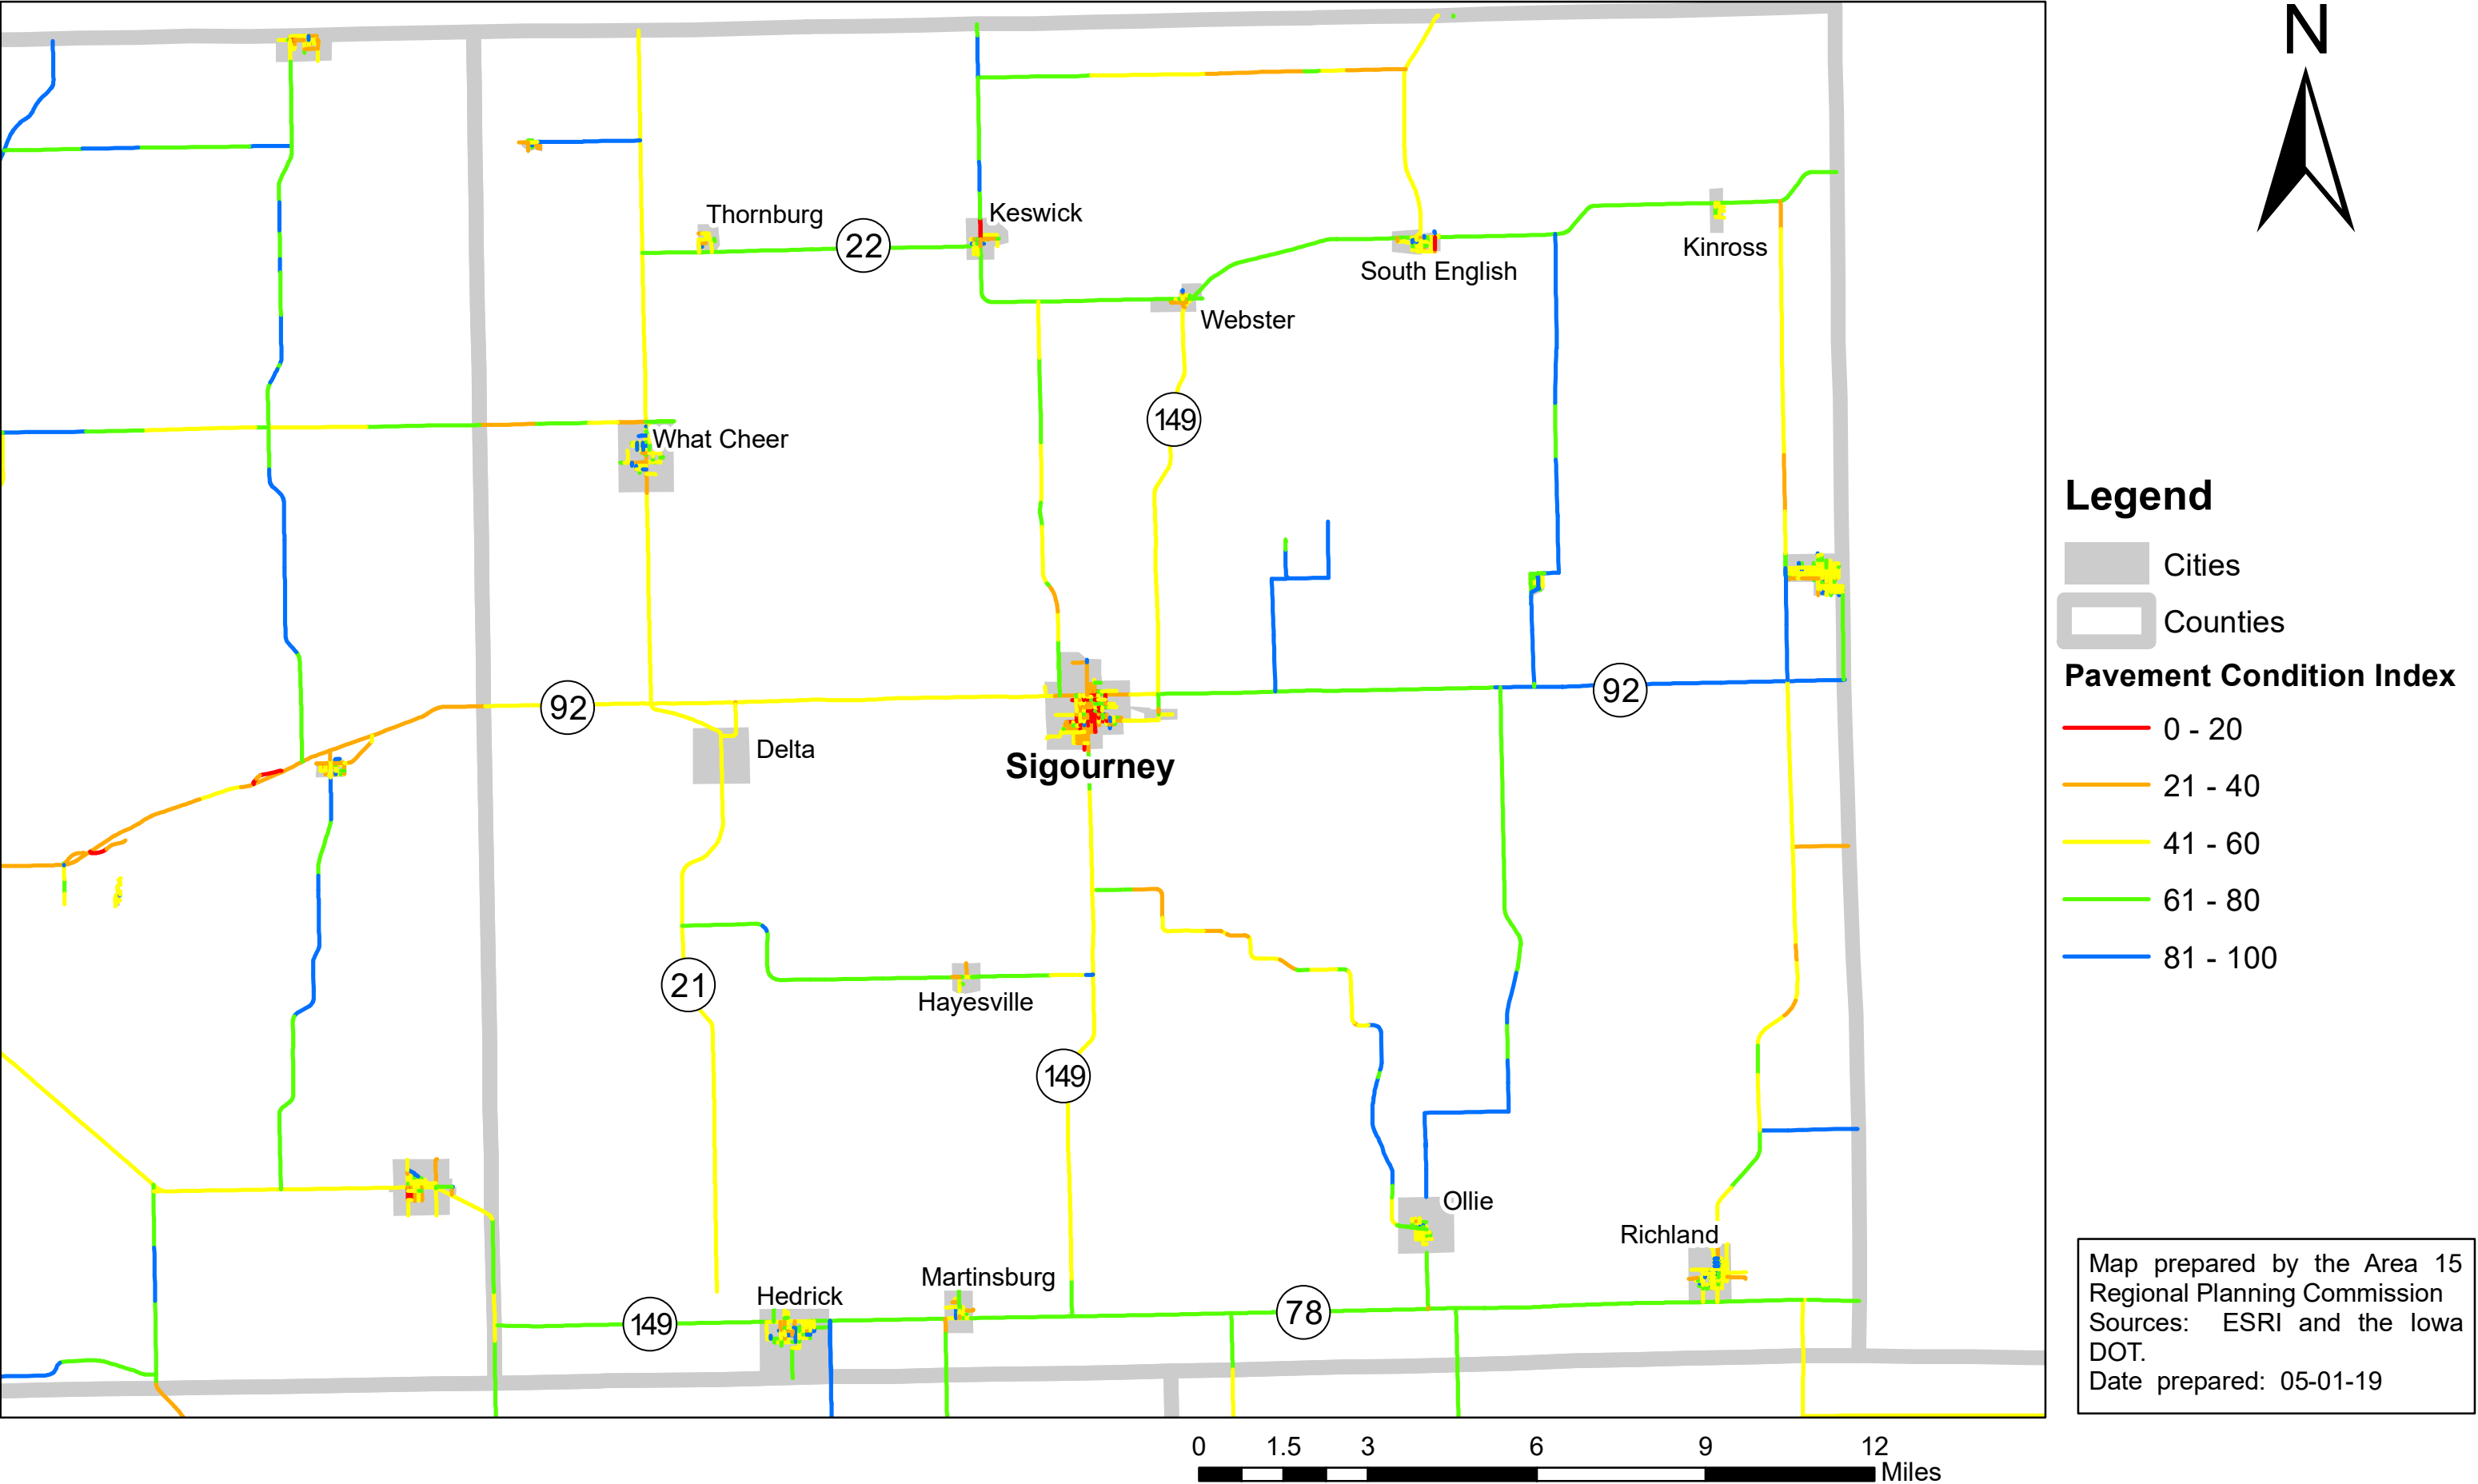 N
Thornburg
Keswick
22
Kinross
South English
Webster
149
What Cheer
92
92
Delta
Sigourney
21
Hayesville
149
Ollie
Richland
Martinsburg
Hedrick
149
78
Legend
Cities
Counties
Pavement Condition Index
0 - 20
21 - 40
41 - 60
61 - 80
81 - 100
Map prepared by the Area 15
Regional Planning Commission
Sources: ESRI and the Iowa
DOT.
Date prepared: 05-01-19
0 1.5 3 6 9 12
Miles